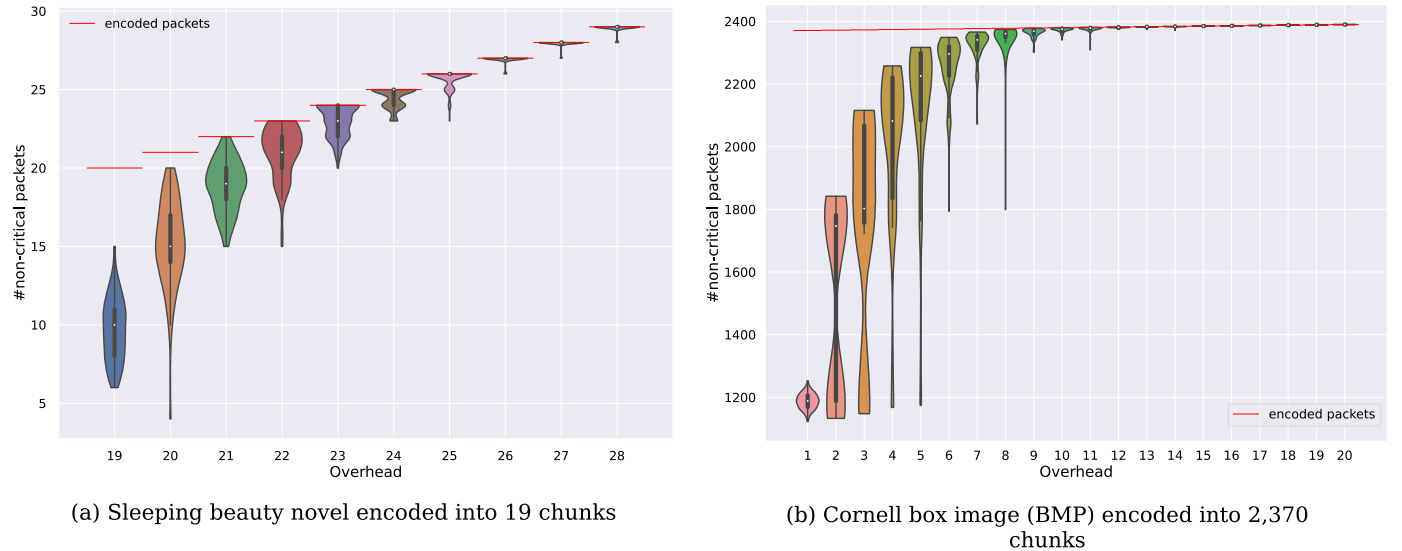 encoded packets
30
25
20
15
10
5
#non-critical packets
19 20 21 22 23 24 25 26 27 28
Overhead
(a) Sleeping beauty novel encoded into 19 chunks
2400
2200
2000
1800
1600
1400
1200
#non-critical packets
encoded packets
1 2 3 4 5 6 7 8 9 10 11 12 13 14 15 16 17 18 19 20
Overhead
(b) Cornell box image (BMP) encoded into 2,370
chunks